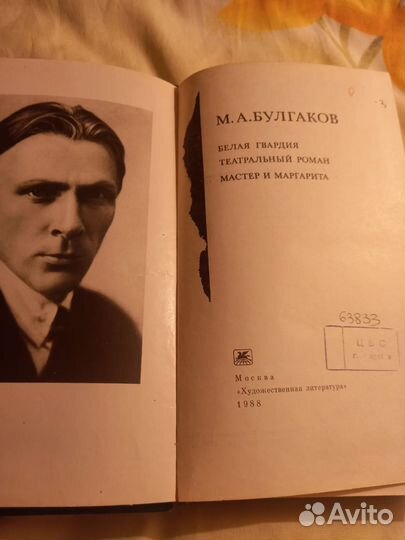 М. А. БУЛГАКОВ
БЕЛАЯ ГВАРДИЯ
ТЕАТРАЛЬНЫЙ РОМАН
МАСТЕР И МАРГАРИТА
63833
Ц Б С
г.
Москва
«Художественная литература»
1988
Avito